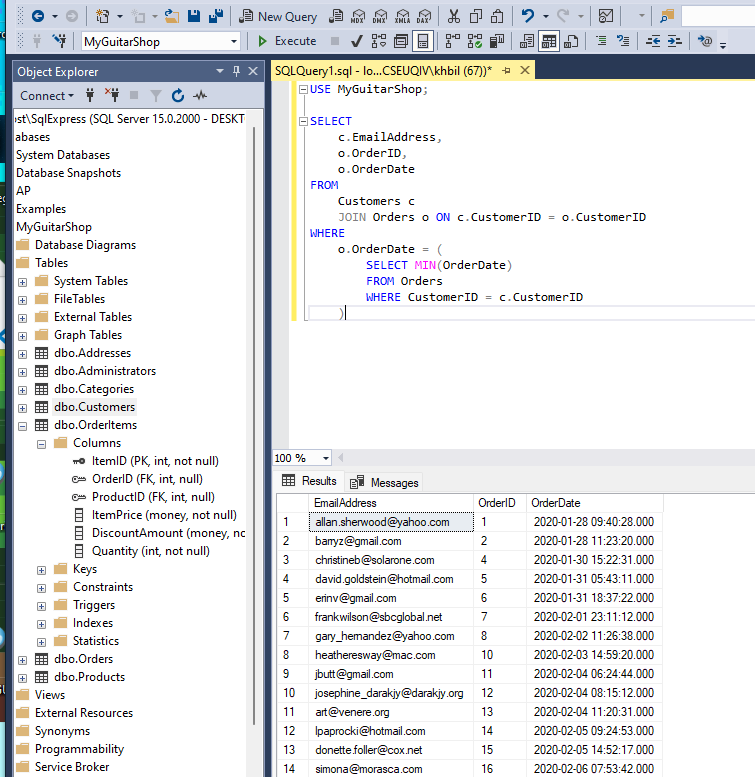 New Query
MDX DMX XMLA DAX
MyGuitarShop
Execute
Object Explorer
Connect
ost\SqlExpress (SQL Server 15.0.2000 - DESKT
abases
System Databases
Database Snapshots
AP
Examples
MyGuitarShop
Database Diagrams
Tables
System Tables
FileTables
External Tables
Graph Tables
dbo.Addresses
dbo.Administrators
dbo.Categories
dbo.Customers
dbo.OrderItems
Columns
ItemID (PK, int, not null)
OrderID (FK, int, null)
ProductID (FK, int, null)
ItemPrice (money, not null)
DiscountAmount (money, no
Quantity (int, not null)
Keys
Constraints
Triggers
Indexes
Statistics
dbo.Orders
dbo.Products
Views
External Resources
Synonyms
Programmability
Service Broker
SQLQuery1.sql - lo...CSEUQIV\khbil (67))*
USE MyGuitarShop;
SELECT
c.EmailAddress,
o.OrderID,
o.OrderDate
FROM
Customers c
JOIN Orders o ON c.CustomerID = o.CustomerID
WHERE
o.OrderDate = (
SELECT MIN(OrderDate)
FROM Orders
WHERE CustomerID = c.CustomerID
)
100 %
Results Messages
EmailAddress OrderID OrderDate
1 allan.sherwood@yahoo.com 1 2020-01-28 09:40:28.000
2 barryz@gmail.com 2 2020-01-28 11:23:20.000
3 christineb@solarone.com 4 2020-01-30 15:22:31.000
4 david.goldstein@hotmail.com 5 2020-01-31 05:43:11.000
5 erinv@gmail.com 6 2020-01-31 18:37:22.000
6 frankwilson@sbcglobal.net 7 2020-02-01 23:11:12.000
7 gary_hernandez@yahoo.com 8 2020-02-02 11:26:38.000
8 heatheresway@mac.com 10 2020-02-03 14:59:20.000
9 jbutt@gmail.com 11 2020-02-04 06:24:44.000
10 josephine_darakjy@darakjy.org 12 2020-02-04 08:15:12.000
11 art@venere.org 13 2020-02-04 11:20:31.000
12 lpaprocki@hotmail.com 14 2020-02-05 09:24:53.000
13 donette.foller@cox.net 15 2020-02-05 14:52:17.000
14 simona@morasca.com 16 2020-02-06 07:53:42.000